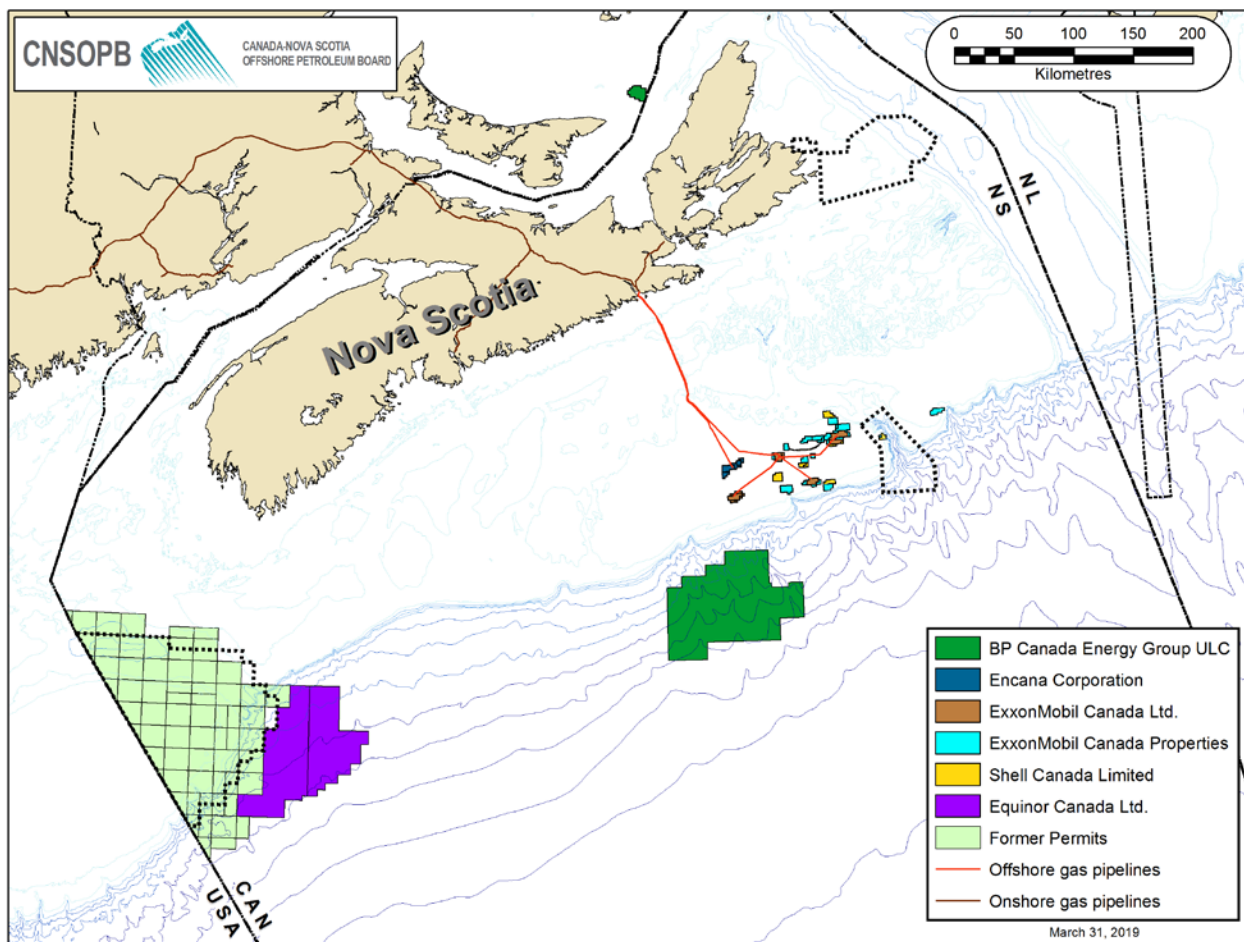 CNSOPB
CANADA-NOVA SCOTIA
OFFSHORE PETROLEUM BOARD
0 50 100 150 200
Kilometres
NL
NS
Nova Scotia
CAN
USA
BP Canada Energy Group ULC
Encana Corporation
ExxonMobil Canada Ltd.
ExxonMobil Canada Properties
Shell Canada Limited
Equinor Canada Ltd.
Former Permits
Offshore gas pipelines
Onshore gas pipelines
March 31, 2019